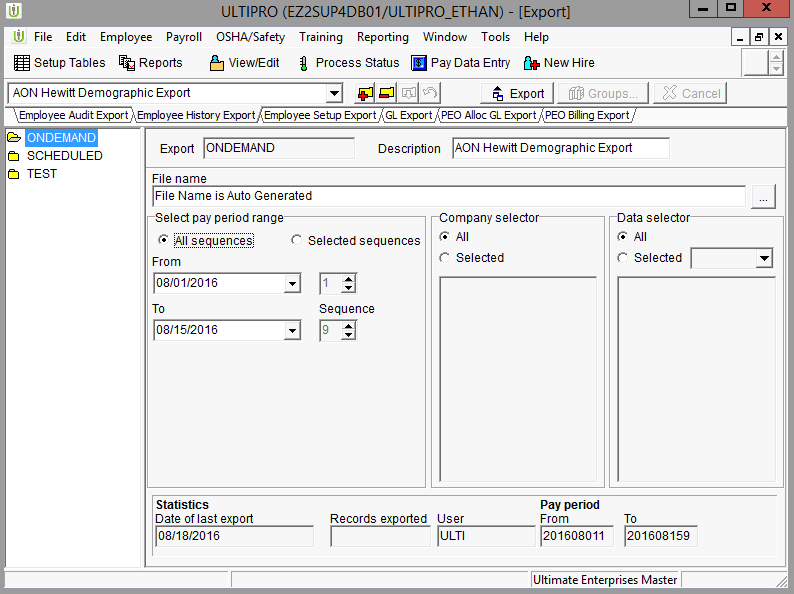 ULTIPRO (EZ2SUP4DB01/ULTIPRO_ETHAN) - [Export]
File Edit Employee Payroll OSHA/Safety Training Reporting Window Tools Help
Setup Tables Reports View/Edit Process Status Pay Data Entry New Hire
AON Hewitt Demographic Export Export Groups... Cancel
Employee Audit Export Employee History Export Employee Setup Export GL Export PEO Alloc GL Export PEO Billing Export
ONDEMAND
SCHEDULED
TEST
Export ONDEMAND Description AON Hewitt Demographic Export
File name
File Name is Auto Generated ...
Select pay period range
All sequences Selected sequences
From
08/01/2016 1
To Sequence
08/15/2016 9
Company selector
All
Selected
Data selector
All
Selected
Statistics Pay period
Date of last export Records exported User From To
08/18/2016 ULTI 201608011 201608159
Ultimate Enterprises Master